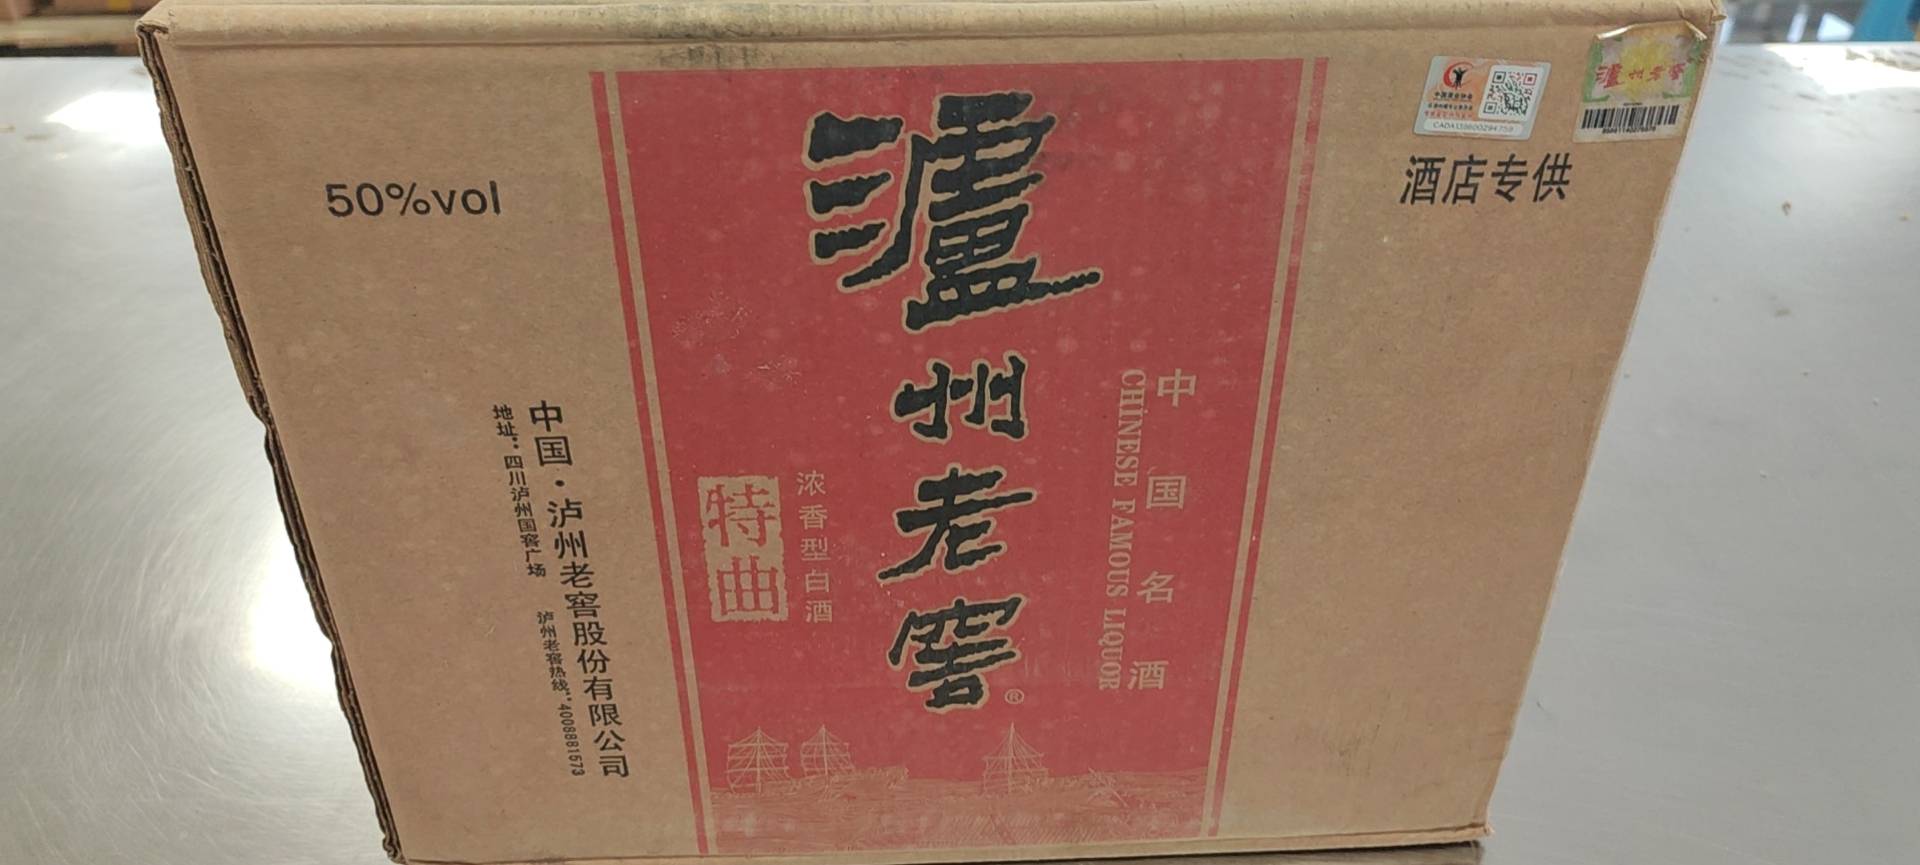 50%vol
泸州老窖
®
中国名酒
CHINESE FAMOUS LIQUOR
浓香型白酒
特曲
中国·泸州老窖股份有限公司
地址:四川泸州国窖广场
泸州老窖热线:4008881573
酒店专供
泸州老窖